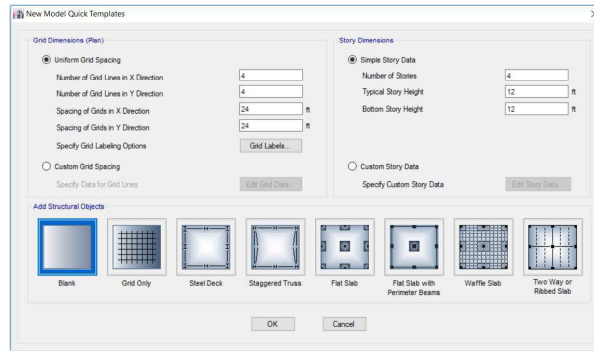 New Model Quick Templates
Grid Dimensions (Plan)
Uniform Grid Spacing
Number of Grid Lines in X Direction 4
Number of Grid Lines in Y Direction 4
Spacing of Grids in X Direction 24 ft
Spacing of Grids in Y Direction 24 ft
Specify Grid Labeling Options Grid Labels...
Custom Grid Spacing
Specify Data for Grid Lines Edit Grid Data...
Story Dimensions
Simple Story Data
Number of Stories 4
Typical Story Height 12 ft
Bottom Story Height 12 ft
Custom Story Data
Specify Custom Story Data Edit Story Data...
Add Structural Objects
Blank
Grid Only
Steel Deck
Staggered Truss
Flat Slab
Flat Slab with
Perimeter Beams
Waffle Slab
Two Way or
Ribbed Slab
OK Cancel